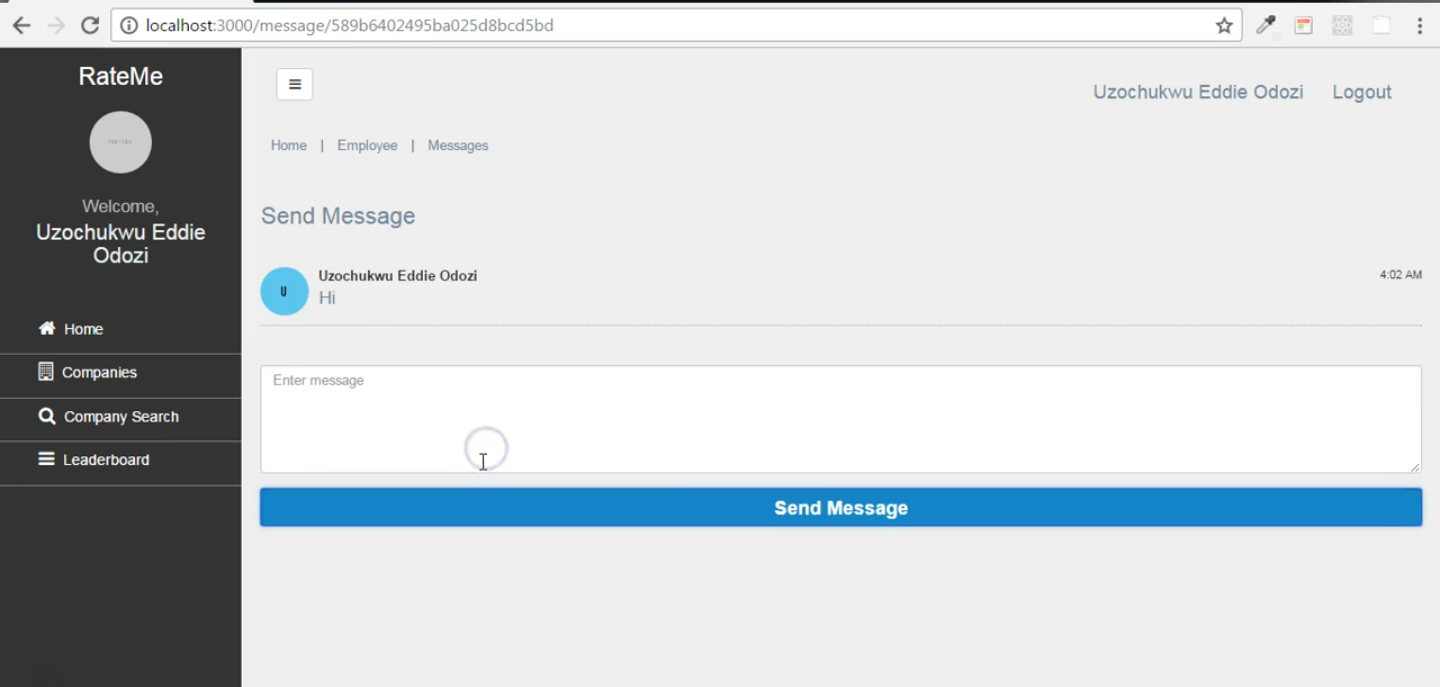 localhost:3000/message/589b6402495ba025d8bcd5bd
RateMe
Welcome,
Uzochukwu Eddie
Odozi
Home
Companies
Company Search
Leaderboard
Uzochukwu Eddie Odozi Logout
Home | Employee | Messages
Send Message
Uzochukwu Eddie Odozi 4:02 AM
U
Hi
Enter message
Send Message